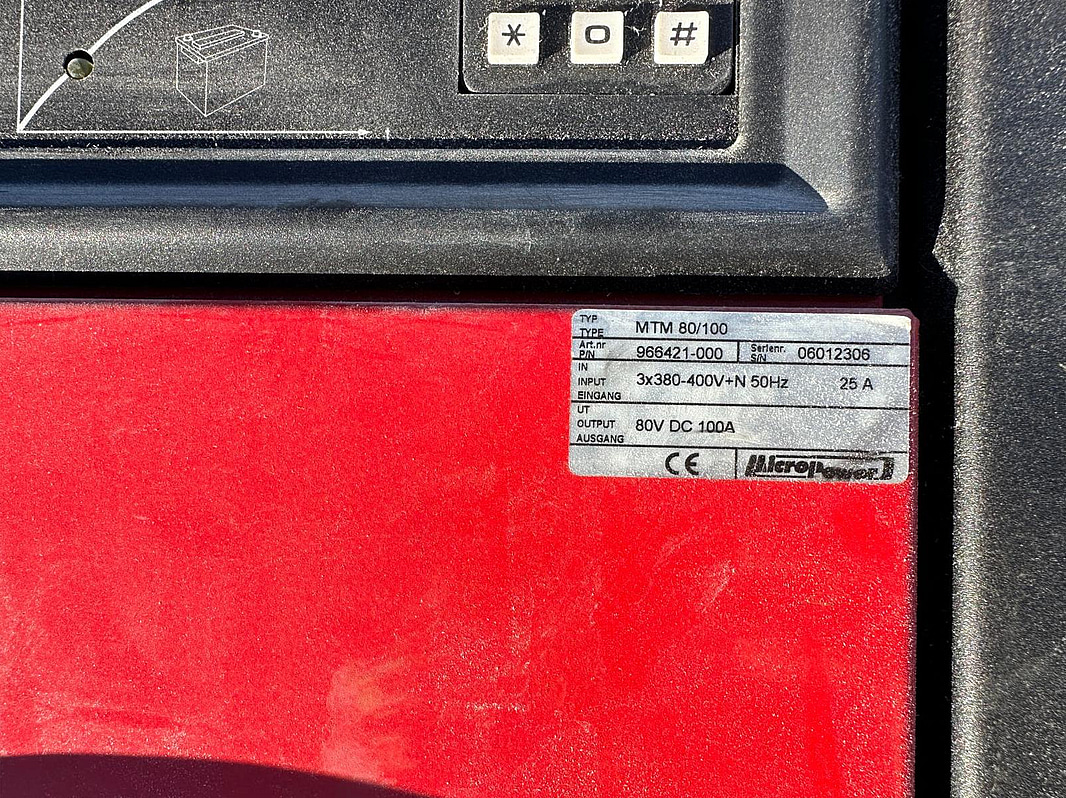 * 0 #
TYP
TYPE MTM 80/100
Art.nr
P/N 966421-000 Serienr.
S/N 06012306
IN
INPUT 3x380-400V+N 50Hz 25 A
EINGANG
UT
OUTPUT 80V DC 100A
AUSGANG
CE Micropower